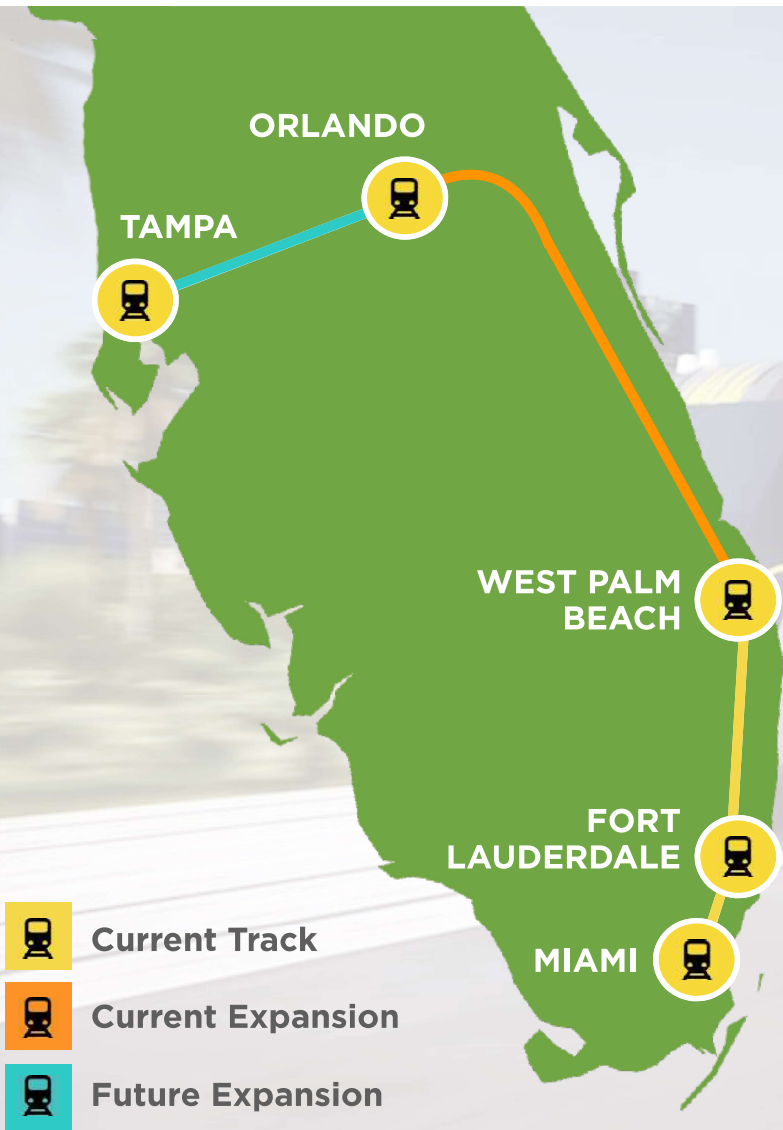 ORLANDO
TAMPA
WEST PALM
BEACH
FORT
LAUDERDALE
MIAMI
Current Track
Current Expansion
Future Expansion